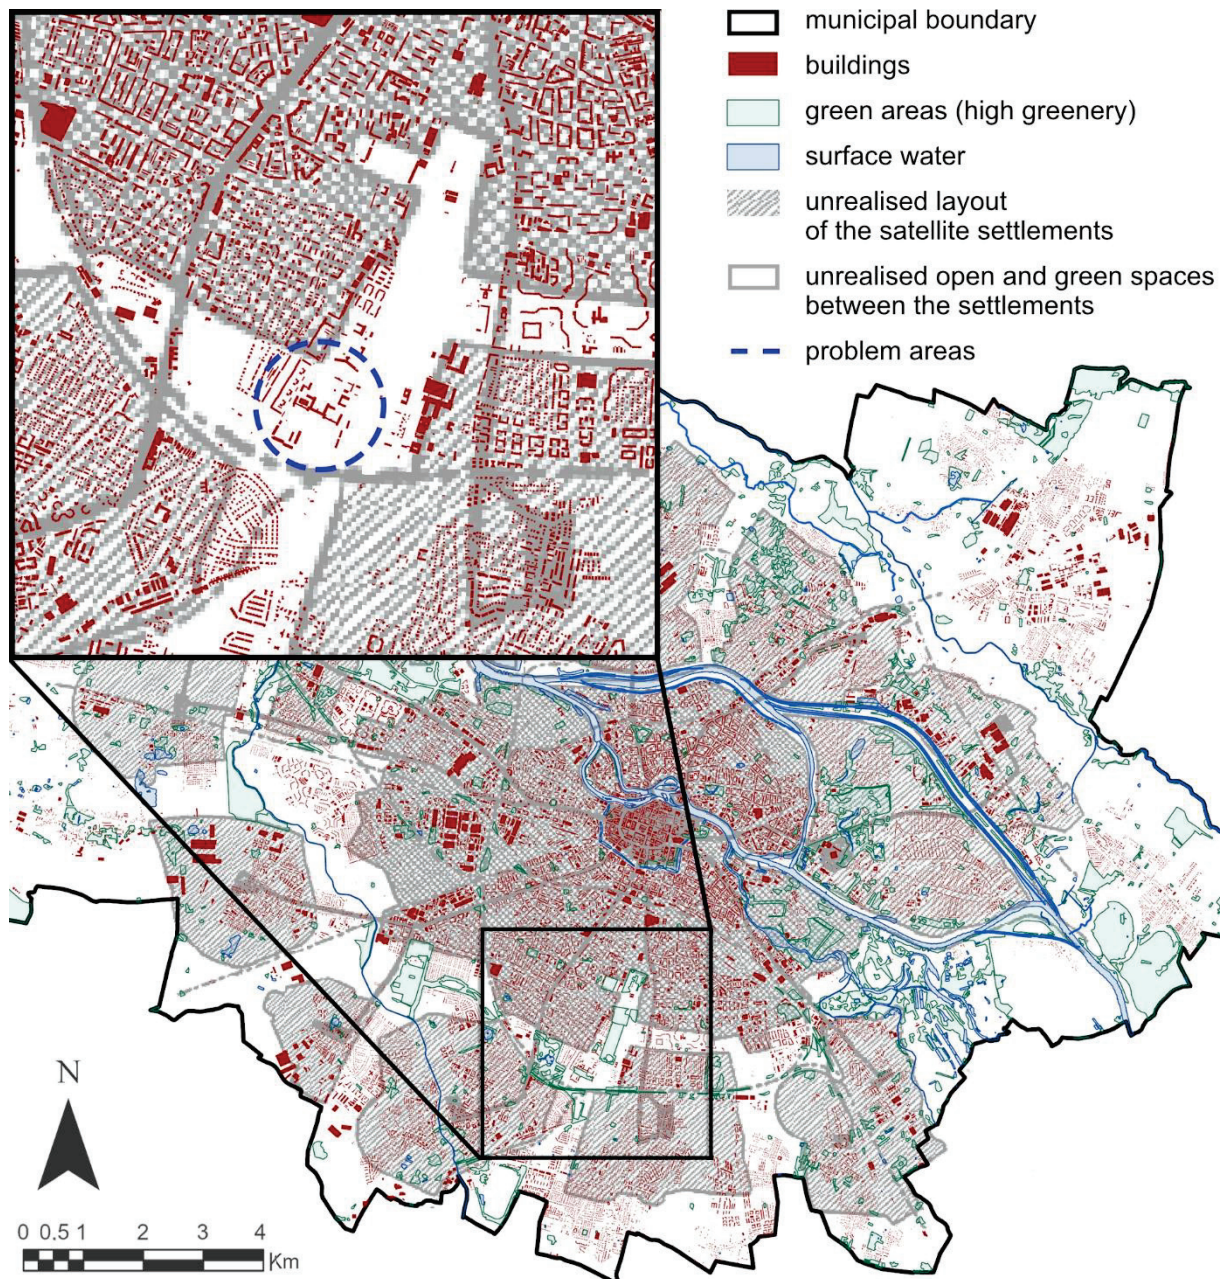 municipal boundary
buildings
green areas (high greenery)
surface water
unrealised layout
of the satellite settlements
unrealised open and green spaces
between the settlements
problem areas
N
0 0.5 1 2 3 4
Km